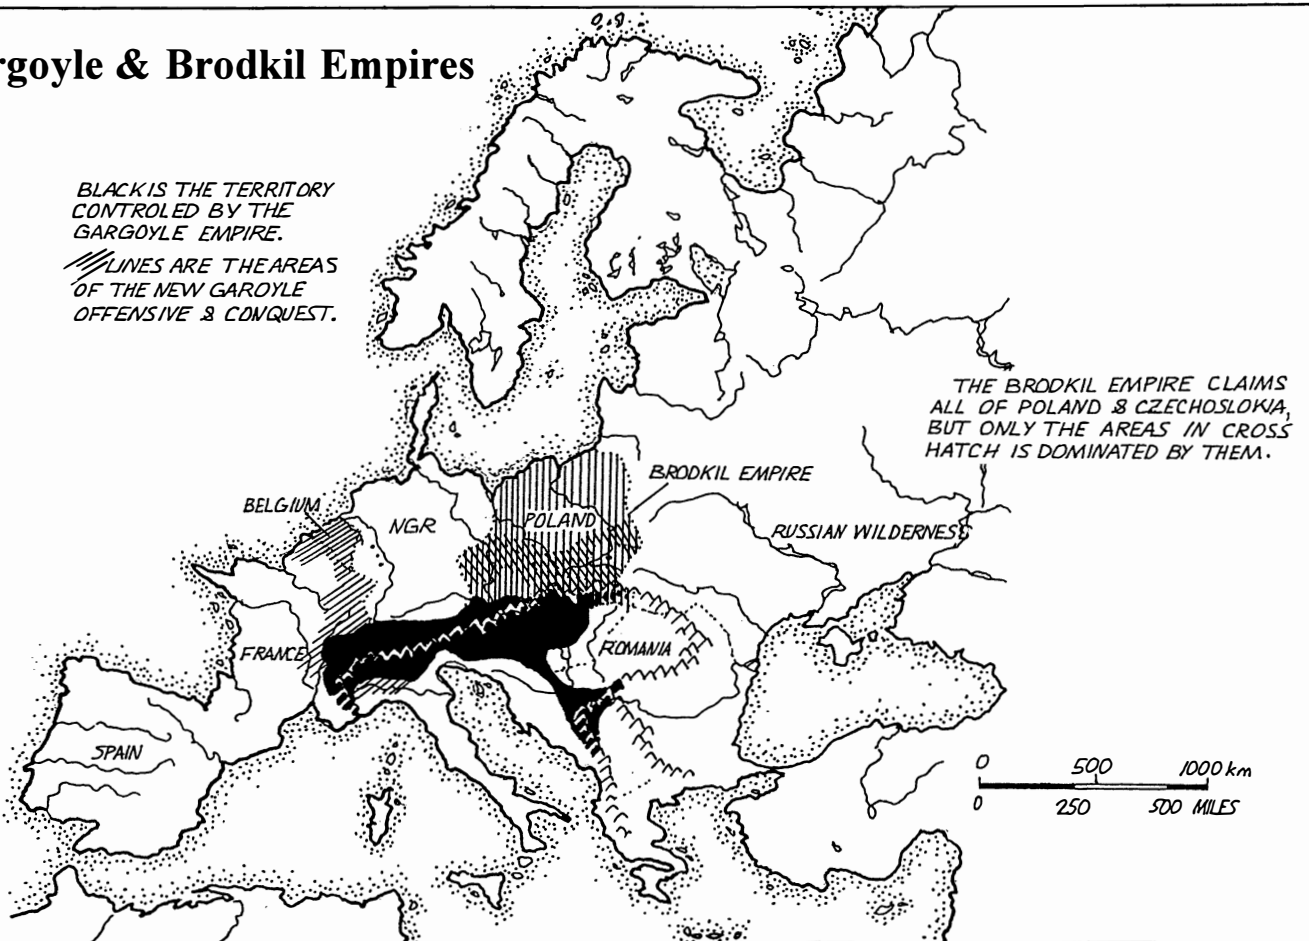 rgoyle & Brodkil Empires
BLACK IS THE TERRITORY
CONTROLED BY THE
GARGOYLE EMPIRE.
LINES ARE THE AREAS
OF THE NEW GAROYLE
OFFENSIVE & CONQUEST.
THE BRODKIL EMPIRE CLAIMS
ALL OF POLAND & CZECHOSLOKIA,
BUT ONLY THE AREAS IN CROSS
HATCH IS DOMINATED BY THEM.
BRODKIL EMPIRE
BELGIUM
NGR
POLAND
RUSSIAN WILDERNESS
FRANCE
ROMANIA
SPAIN
0 500 1000 km
0 250 500 MILES